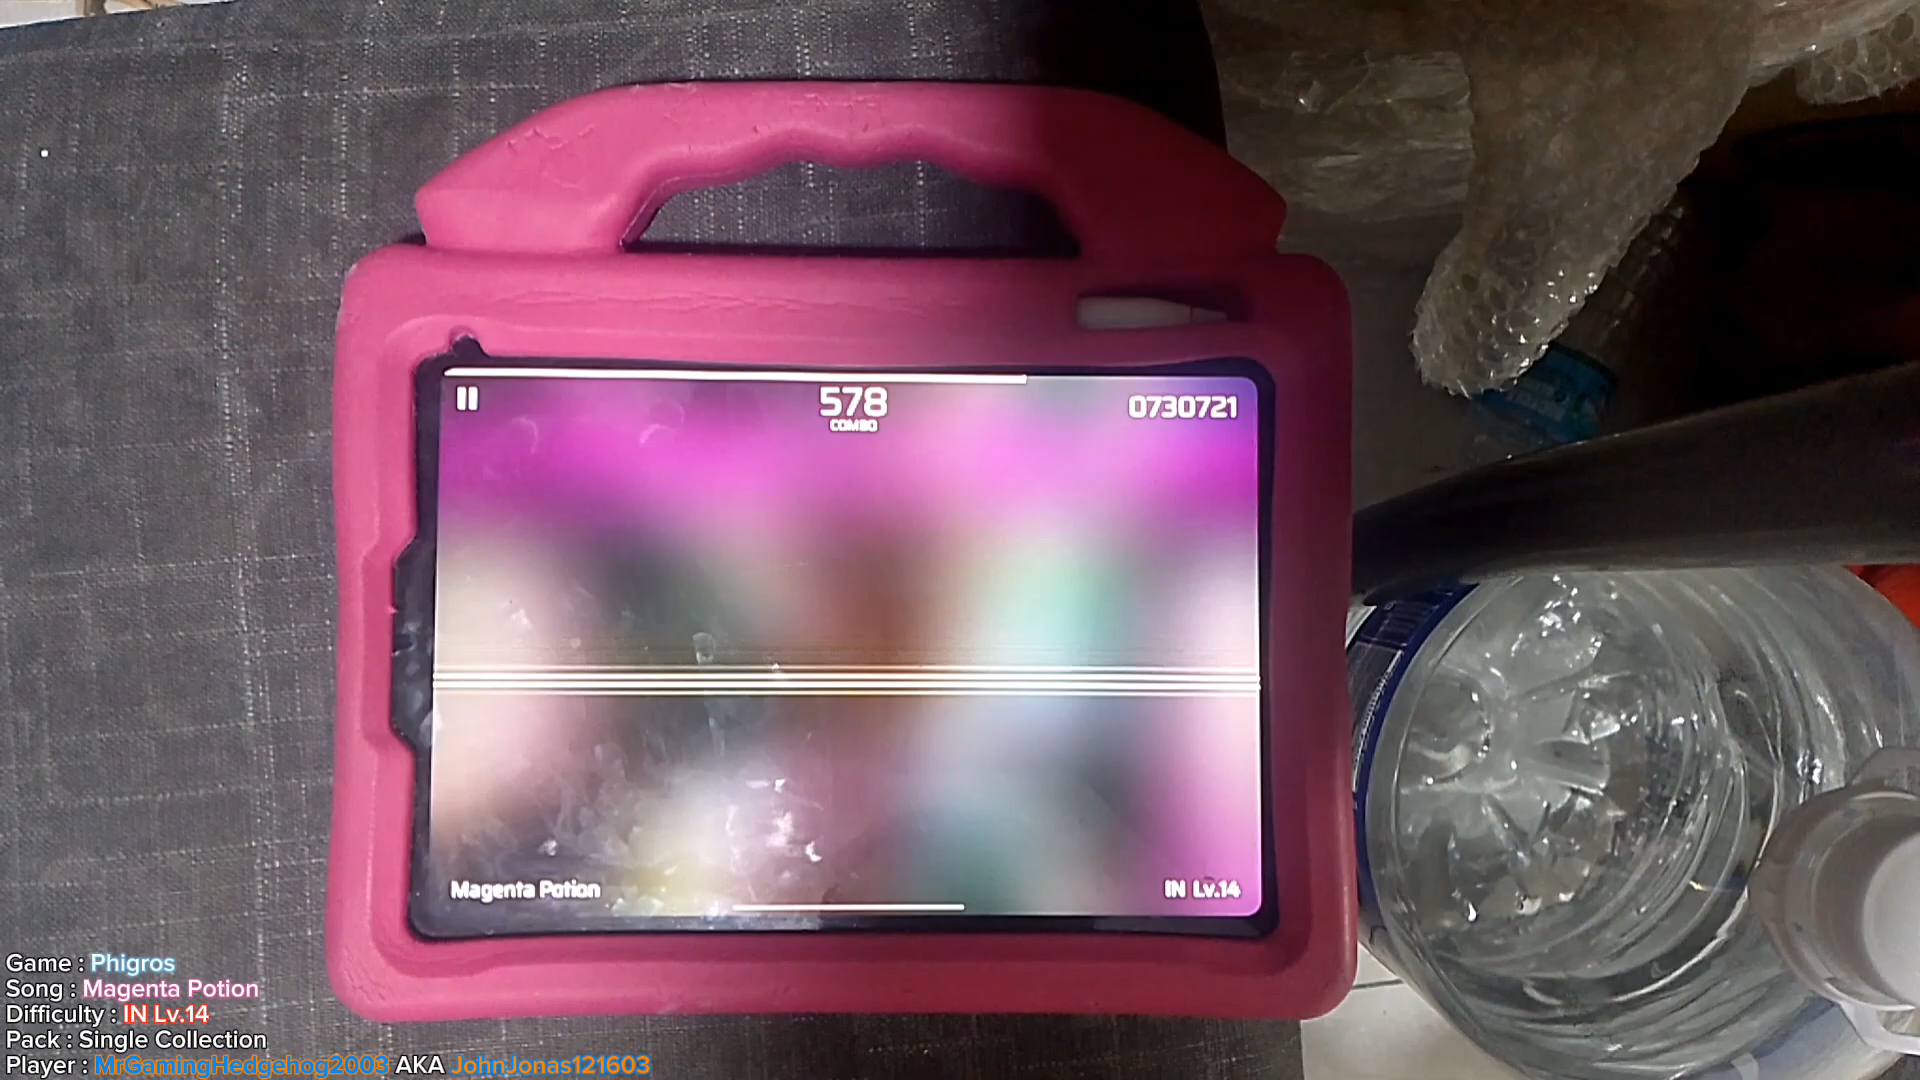 578
COMBO
0730721
Magenta Potion
IN Lv.14
Game : Phigros
Song : Magenta Potion
Difficulty : IN Lv.14
Pack : Single Collection
Player : MrGamingHedgehog2003 AKA JohnJonas121603